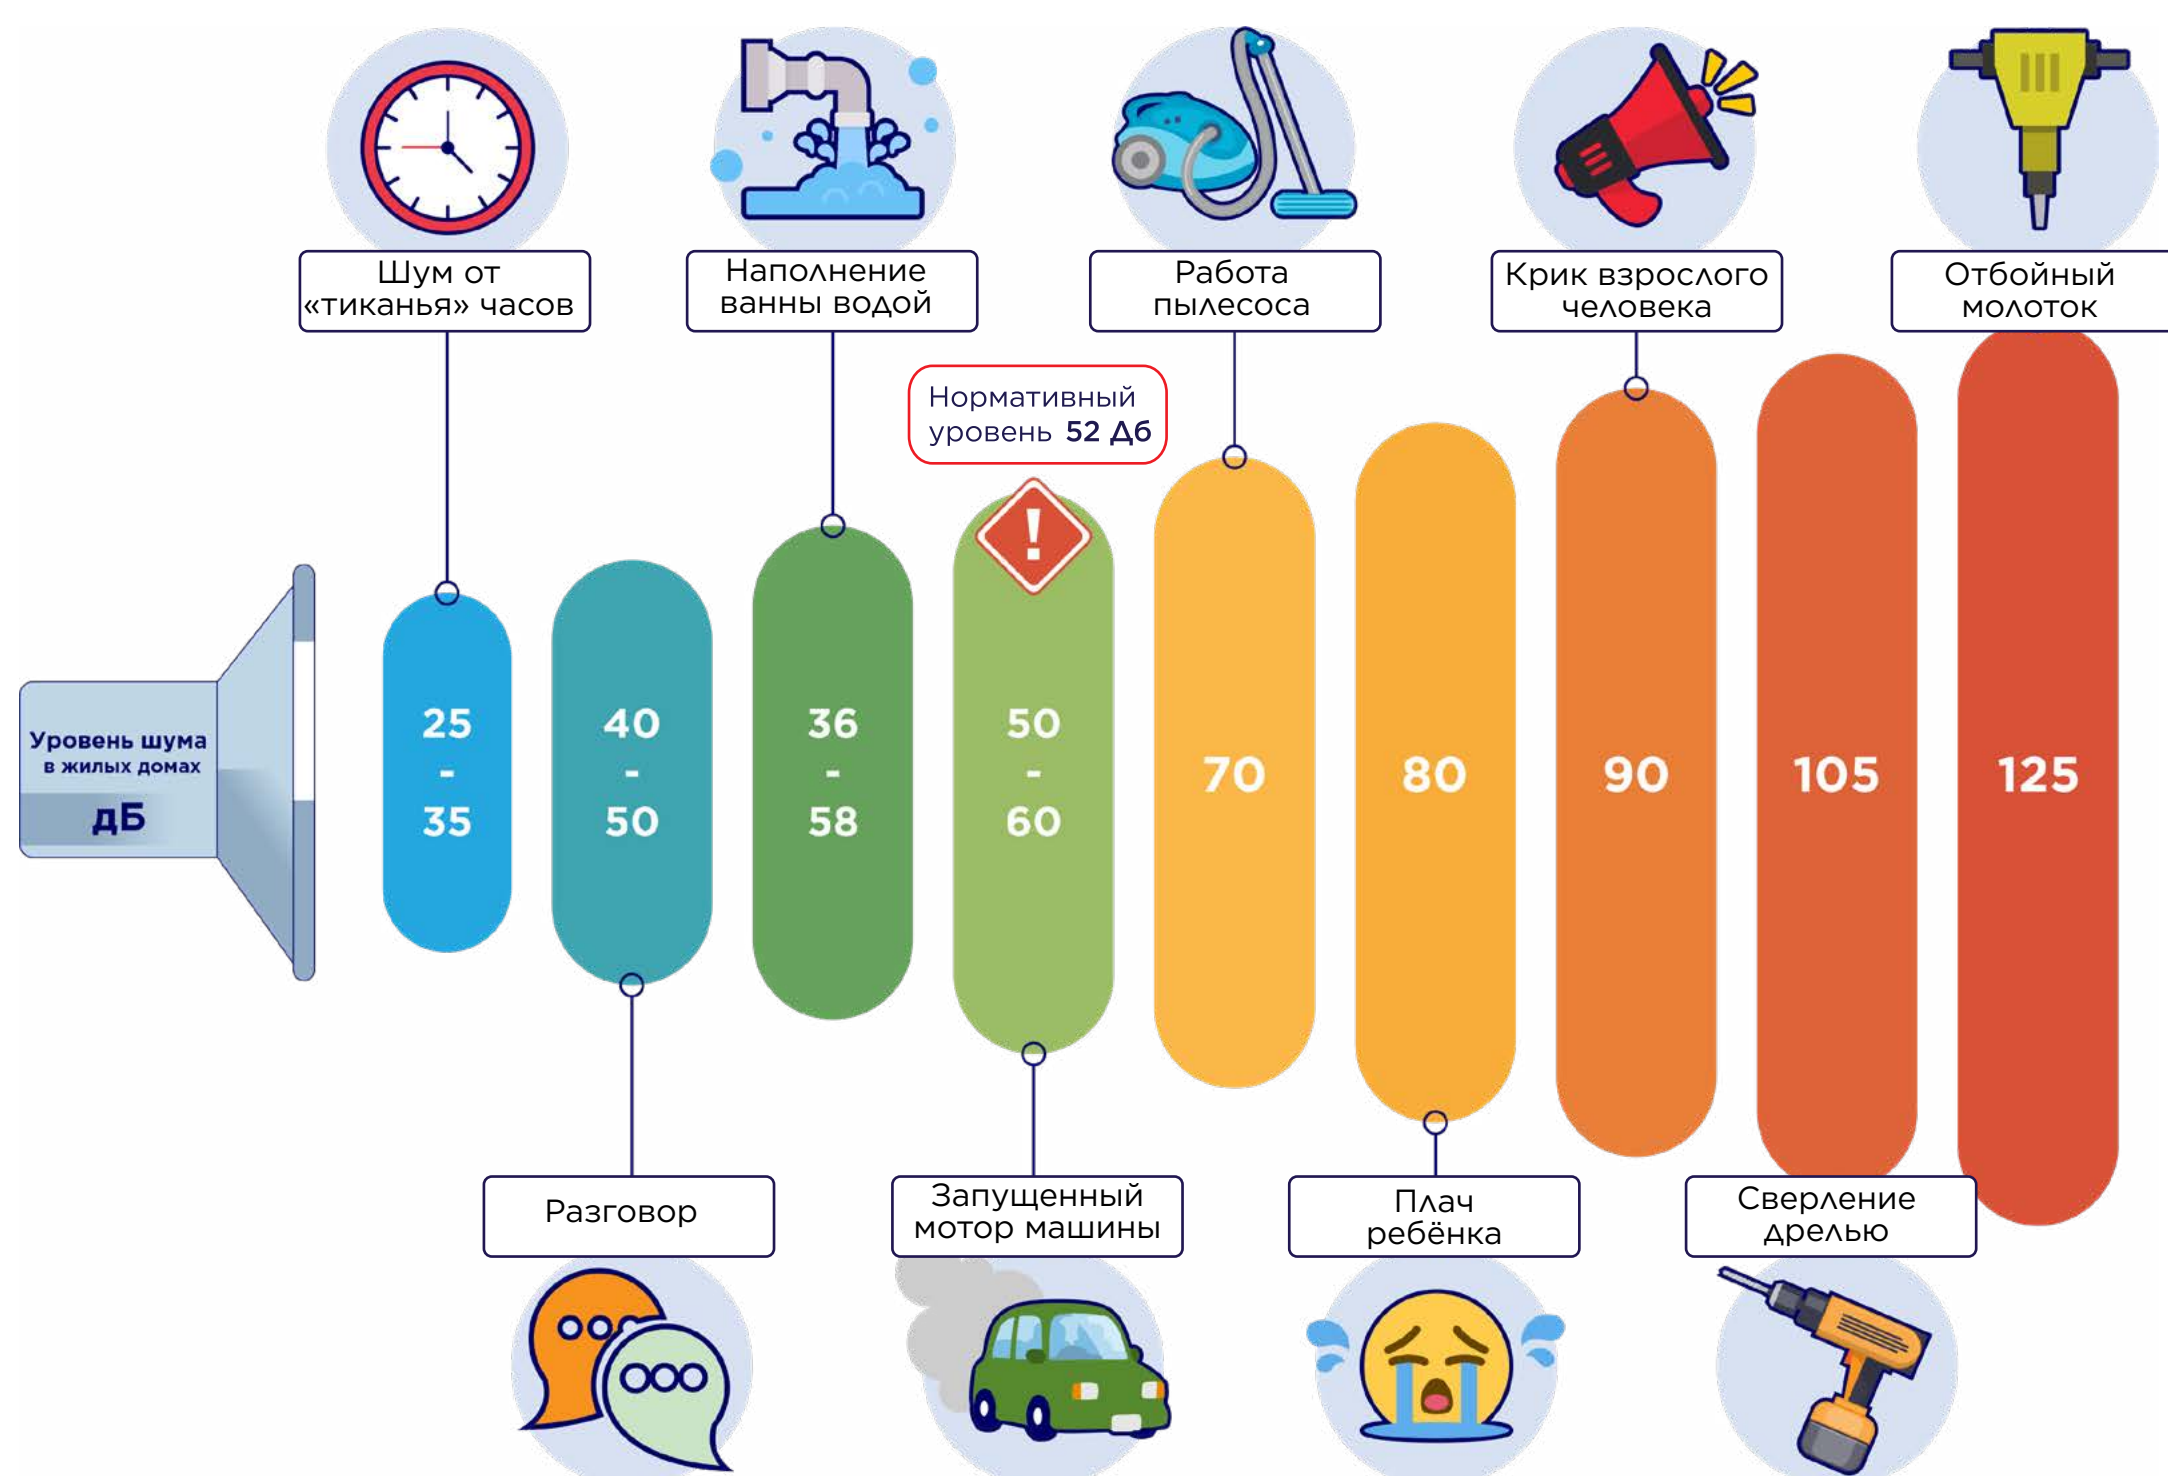 Шум от
«тиканья» часов
Наполнение
ванны водой
Работа
пылесоса
Крик взрослого
человека
Отбойный
молоток
Нормативный
уровень 52 Дб
!
Уровень шума
в жилых домах
дБ
25
-
35
40
-
50
36
-
58
50
-
60
70
80
90
105
125
Разговор
Запущенный
мотор машины
Плач
ребёнка
Сверление
дрелью